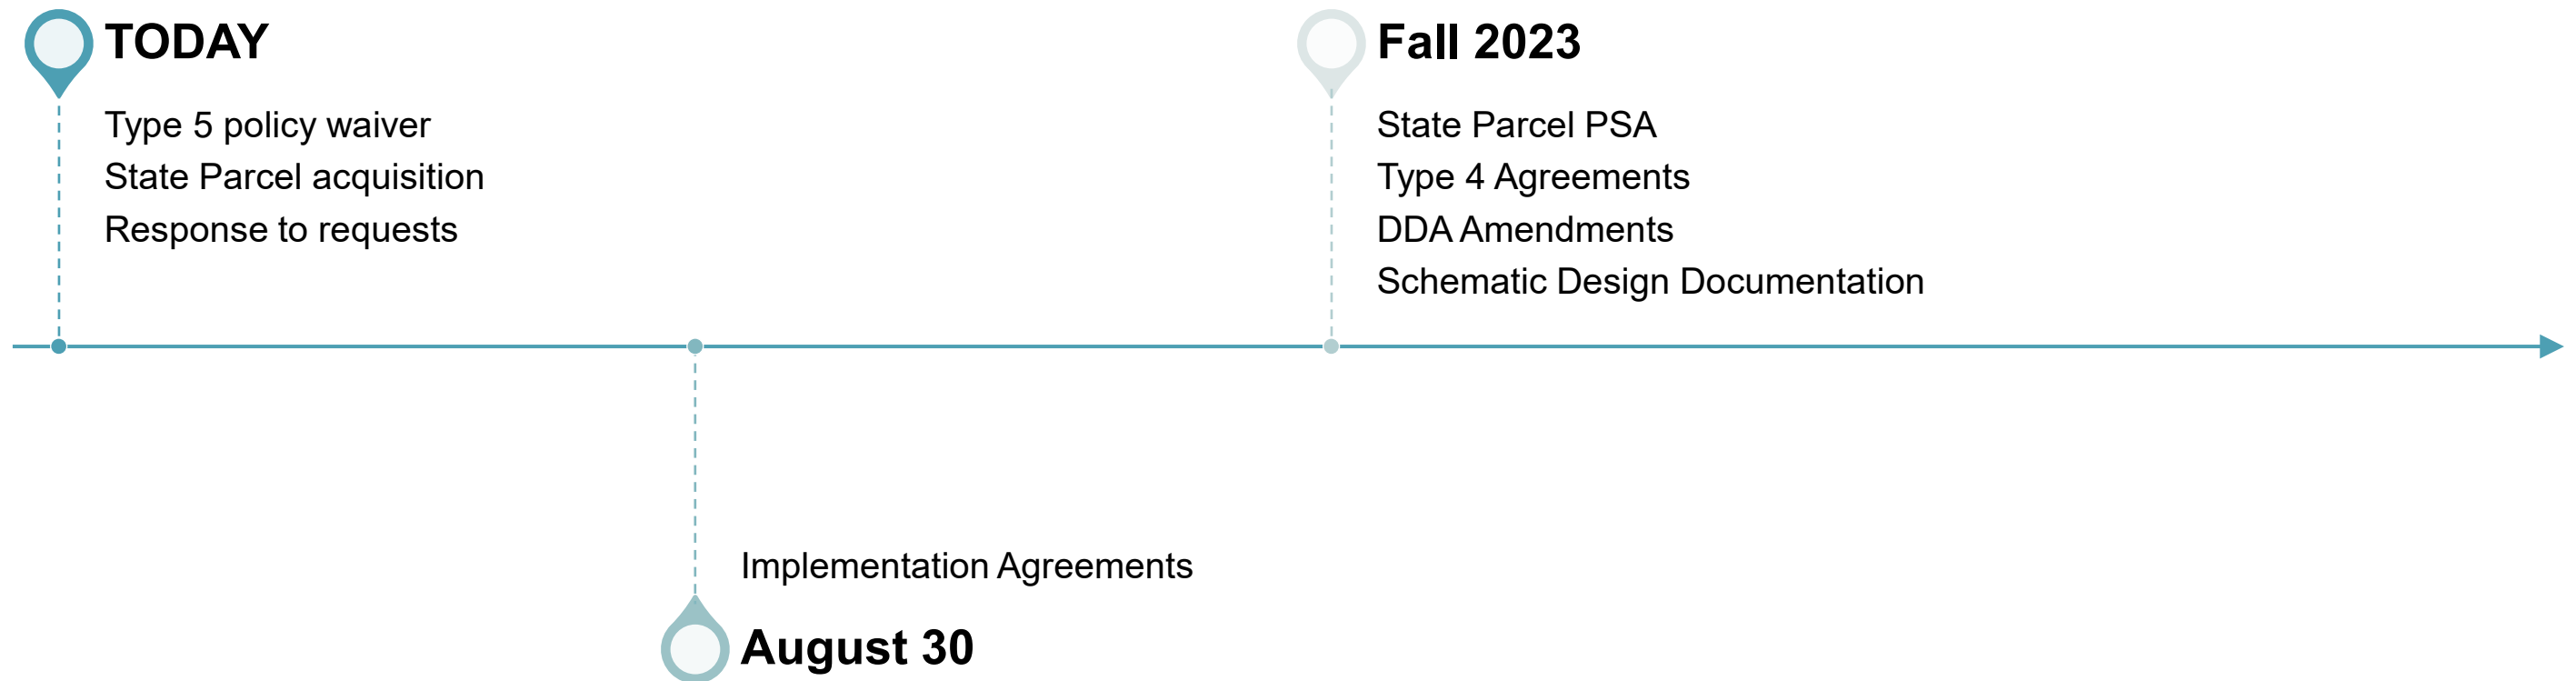 TODAY
Type 5 policy waiver
State Parcel acquisition
Response to requests
Implementation Agreements
August 30
Fall 2023
State Parcel PSA
Type 4 Agreements
DDA Amendments
Schematic Design Documentation